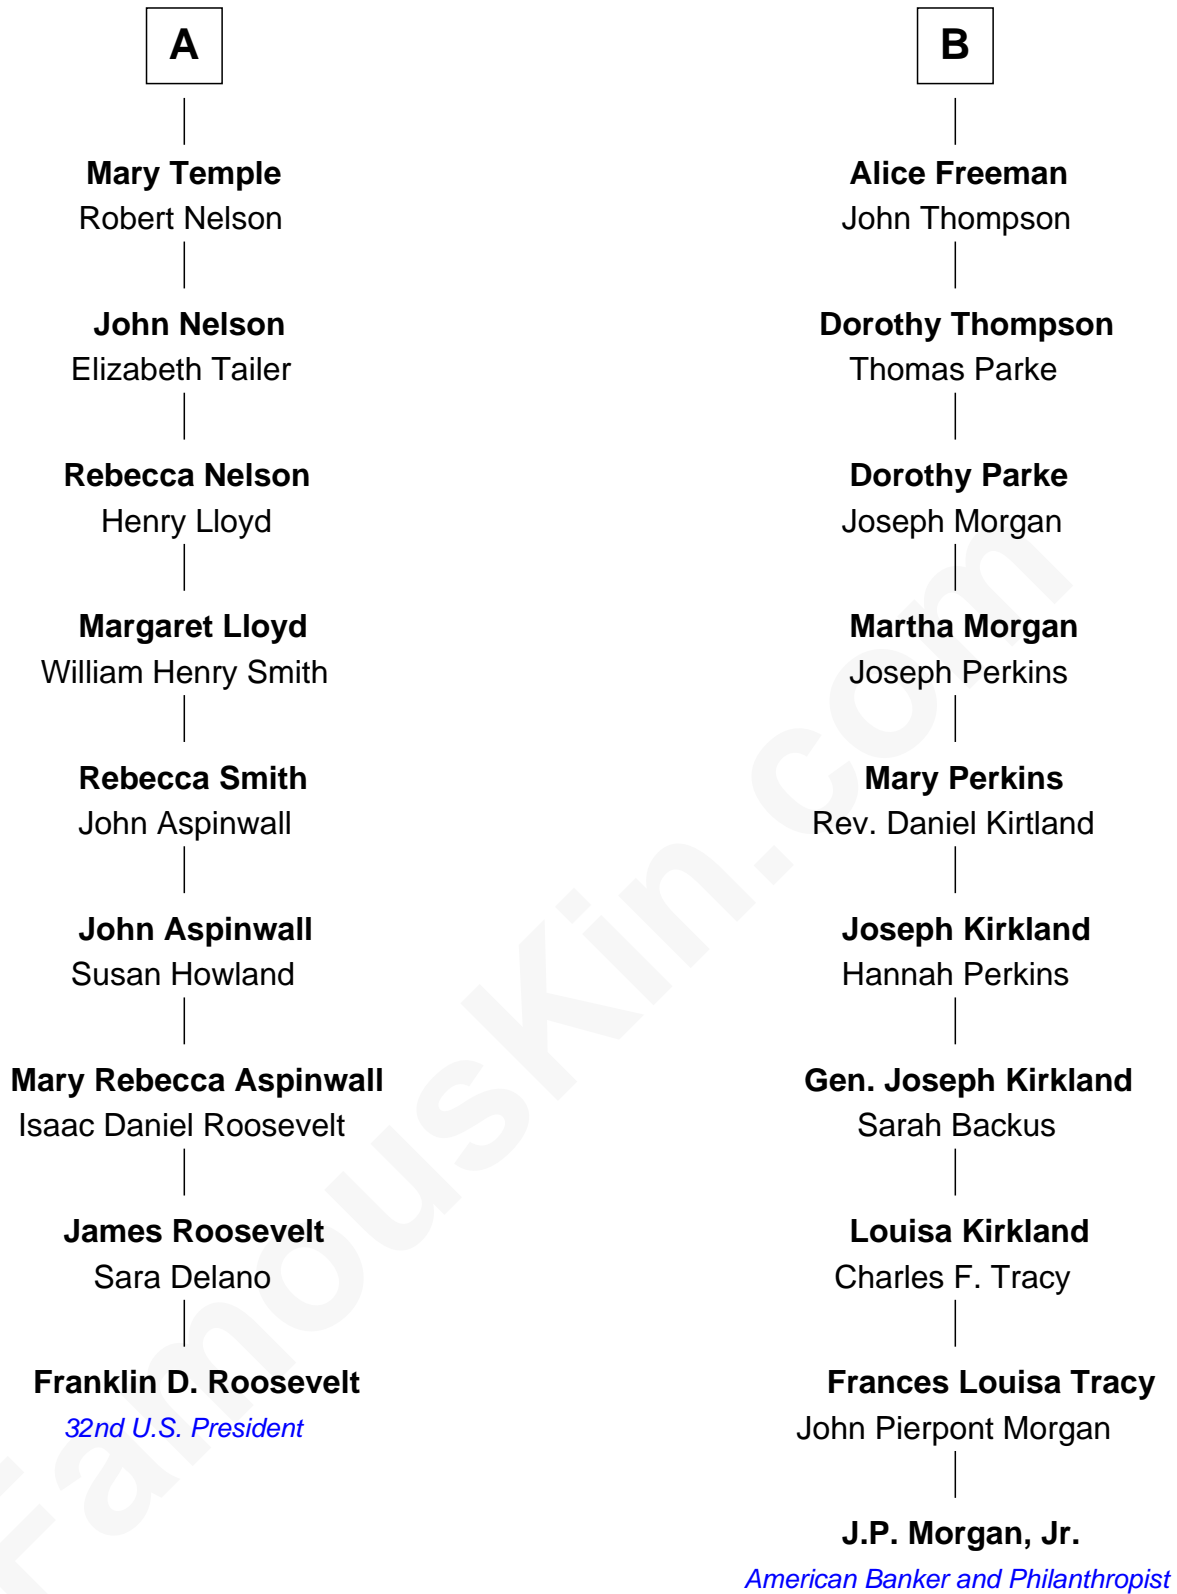 A
Mary Temple
Robert Nelson
John Nelson
Elizabeth Tailer
Rebecca Nelson
Henry Lloyd
Margaret Lloyd
William Henry Smith
Rebecca Smith
John Aspinwall
John Aspinwall
Susan Howland
Mary Rebecca Aspinwall
Isaac Daniel Roosevelt
James Roosevelt
Sara Delano
Franklin D. Roosevelt
32nd U.S. President
B
Alice Freeman
John Thompson
Dorothy Thompson
Thomas Parke
Dorothy Parke
Joseph Morgan
Martha Morgan
Joseph Perkins
Mary Perkins
Rev. Daniel Kirtland
Joseph Kirkland
Hannah Perkins
Gen. Joseph Kirkland
Sarah Backus
Louisa Kirkland
Charles F. Tracy
Frances Louisa Tracy
John Pierpont Morgan
J.P. Morgan, Jr.
American Banker and Philanthropist
FamousKin.com